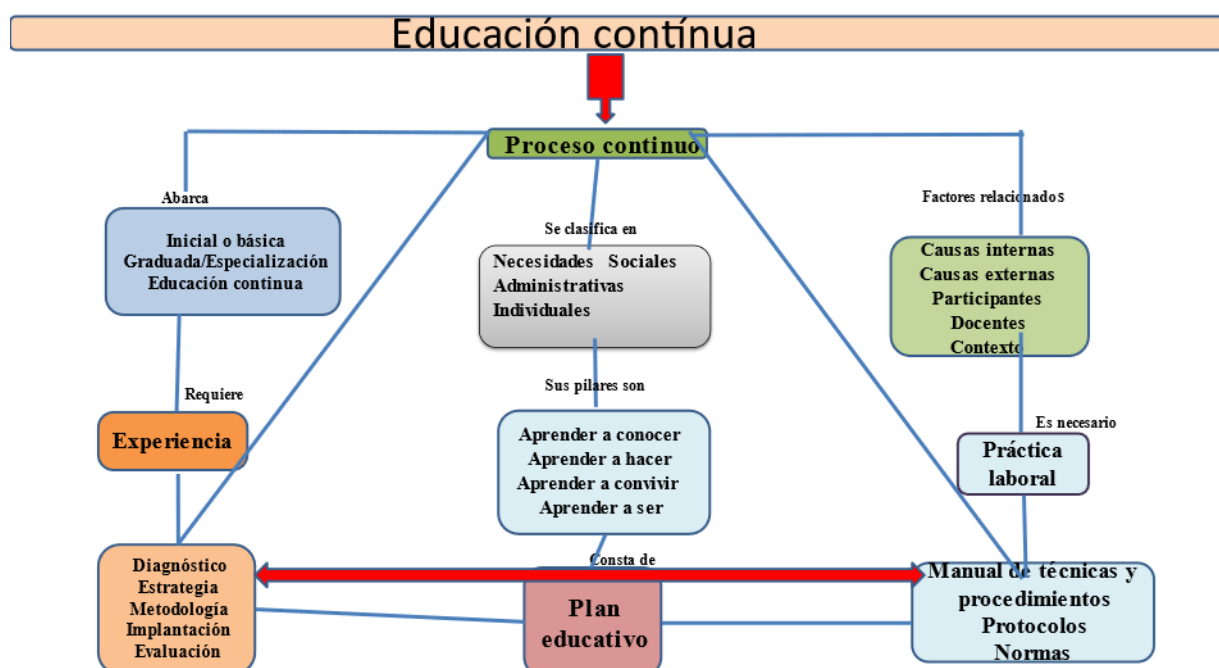 Educación contínua
Proceso continuo
Abarca
Factores relacionados
Inicial o básica
Graduada/Especialización
Educación continua
Se clasifica en
Necesidades Sociales
Administrativas
Individuales
Causas internas
Causas externas
Participantes
Docentes
Contexto
Requiere
Sus pilares son
Es necesario
Experiencia
Aprender a conocer
Aprender a hacer
Aprender a convivir
Aprender a ser
Práctica
laboral
Consta de
Diagnóstico
Estrategia
Metodología
Implantación
Evaluación
Plan
educativo
Manual de técnicas y
procedimientos
Protocolos
Normas